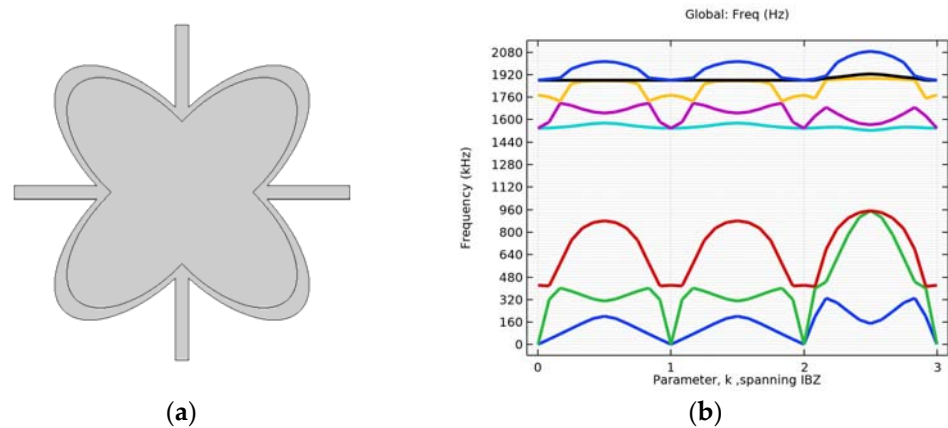 Global: Freq (Hz)
Frequency (kHz)
2080
1920
1760
1600
1440
1280
1120
960
800
640
480
320
160
0
0 1 2 3
Parameter, k ,spanning IBZ
(a) (b)